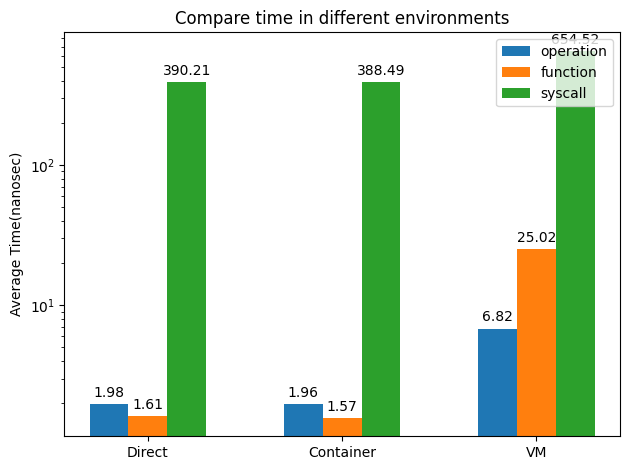 Compare time in different environments
Average Time(nanosec)
10²
10¹
390.21
388.49
654.52
operation
function
syscall
25.02
6.82
1.98
1.61
1.96
1.57
Direct
Container
VM